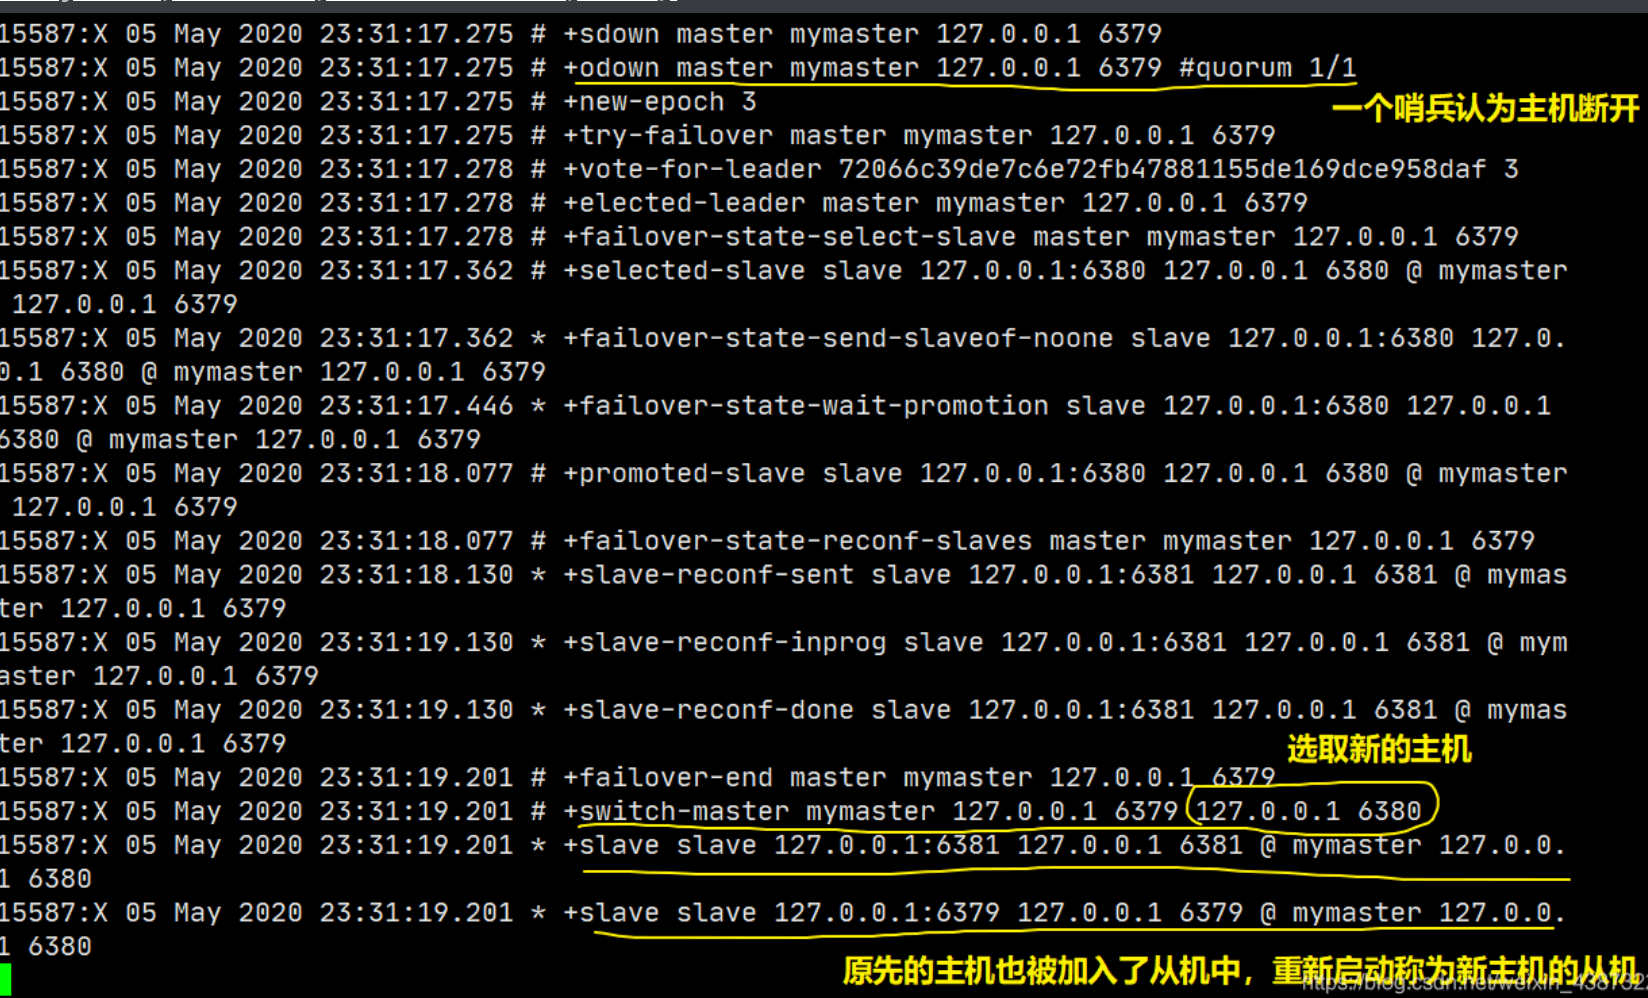 15587:X 05 May 2020 23:31:17.275 # +sdown master mymaster 127.0.0.1 6379
15587:X 05 May 2020 23:31:17.275 # +odown master mymaster 127.0.0.1 6379 #quorum 1/1
一个哨兵认为主机断开
15587:X 05 May 2020 23:31:17.275 # +new-epoch 3
15587:X 05 May 2020 23:31:17.275 # +try-failover master mymaster 127.0.0.1 6379
15587:X 05 May 2020 23:31:17.278 # +vote-for-leader 72066c39de7c6e72fb47881155de169dce958daf 3
15587:X 05 May 2020 23:31:17.278 # +elected-leader master mymaster 127.0.0.1 6379
15587:X 05 May 2020 23:31:17.278 # +failover-state-select-slave master mymaster 127.0.0.1 6379
15587:X 05 May 2020 23:31:17.362 # +selected-slave slave 127.0.0.1:6380 127.0.0.1 6380 @ mymaster
127.0.0.1 6379
15587:X 05 May 2020 23:31:17.362 * +failover-state-send-slaveof-noone slave 127.0.0.1:6380 127.0.
0.1 6380 @ mymaster 127.0.0.1 6379
15587:X 05 May 2020 23:31:17.446 * +failover-state-wait-promotion slave 127.0.0.1:6380 127.0.0.1
6380 @ mymaster 127.0.0.1 6379
15587:X 05 May 2020 23:31:18.077 # +promoted-slave slave 127.0.0.1:6380 127.0.0.1 6380 @ mymaster
127.0.0.1 6379
15587:X 05 May 2020 23:31:18.077 # +failover-state-reconf-slaves master mymaster 127.0.0.1 6379
15587:X 05 May 2020 23:31:18.130 * +slave-reconf-sent slave 127.0.0.1:6381 127.0.0.1 6381 @ mymas
ter 127.0.0.1 6379
15587:X 05 May 2020 23:31:19.130 * +slave-reconf-inprog slave 127.0.0.1:6381 127.0.0.1 6381 @ mym
aster 127.0.0.1 6379
15587:X 05 May 2020 23:31:19.130 * +slave-reconf-done slave 127.0.0.1:6381 127.0.0.1 6381 @ mymas
ter 127.0.0.1 6379
选取新的主机
15587:X 05 May 2020 23:31:19.201 # +failover-end master mymaster 127.0.0.1 6379
15587:X 05 May 2020 23:31:19.201 # +switch-master mymaster 127.0.0.1 6379 127.0.0.1 6380
15587:X 05 May 2020 23:31:19.201 * +slave slave 127.0.0.1:6381 127.0.0.1 6381 @ mymaster 127.0.0.
1 6380
15587:X 05 May 2020 23:31:19.201 * +slave slave 127.0.0.1:6379 127.0.0.1 6379 @ mymaster 127.0.0.
1 6380
原先的主机也被加入了从机中，重新启动称为新主机的从机